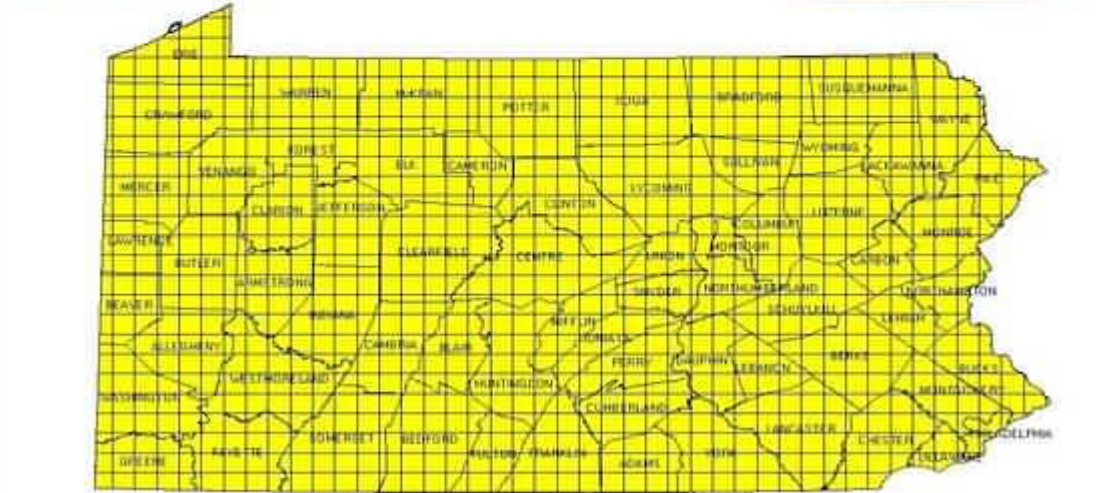 ERIE
WARREN
McKEAN
POTTER
TIOGA
BRADFORD
SUSQUEHANNA
CRAWFORD
WAYNE
FOREST
WYOMING
ELK
CAMERON
SULLIVAN
LACKAWANNA
VENANGO
MERCER
PIKE
LYCOMING
CLINTON
CLARION
JEFFERSON
LUZERNE
COLUMBIA
MONROE
LAWRENCE
MONTOUR
CLEARFIELD
CENTRE
UNION
BUTLER
CARBON
ARMSTRONG
SNYDER
NORTHUMBERLAND
NORTHAMPTON
BEAVER
SCHUYLKILL
INDIANA
LEHIGH
MIFFLIN
JUNIATA
ALLEGHENY
CAMBRIA
BLAIR
BERKS
PERRY
DAUPHIN
LEBANON
BUCKS
WESTMORELAND
HUNTINGDON
MONTGOMERY
WASHINGTON
CUMBERLAND
LANCASTER
PHILADELPHIA
SOMERSET
BEDFORD
CHESTER
FAYETTE
FULTON
FRANKLIN
YORK
DELAWARE
GREENE
ADAMS